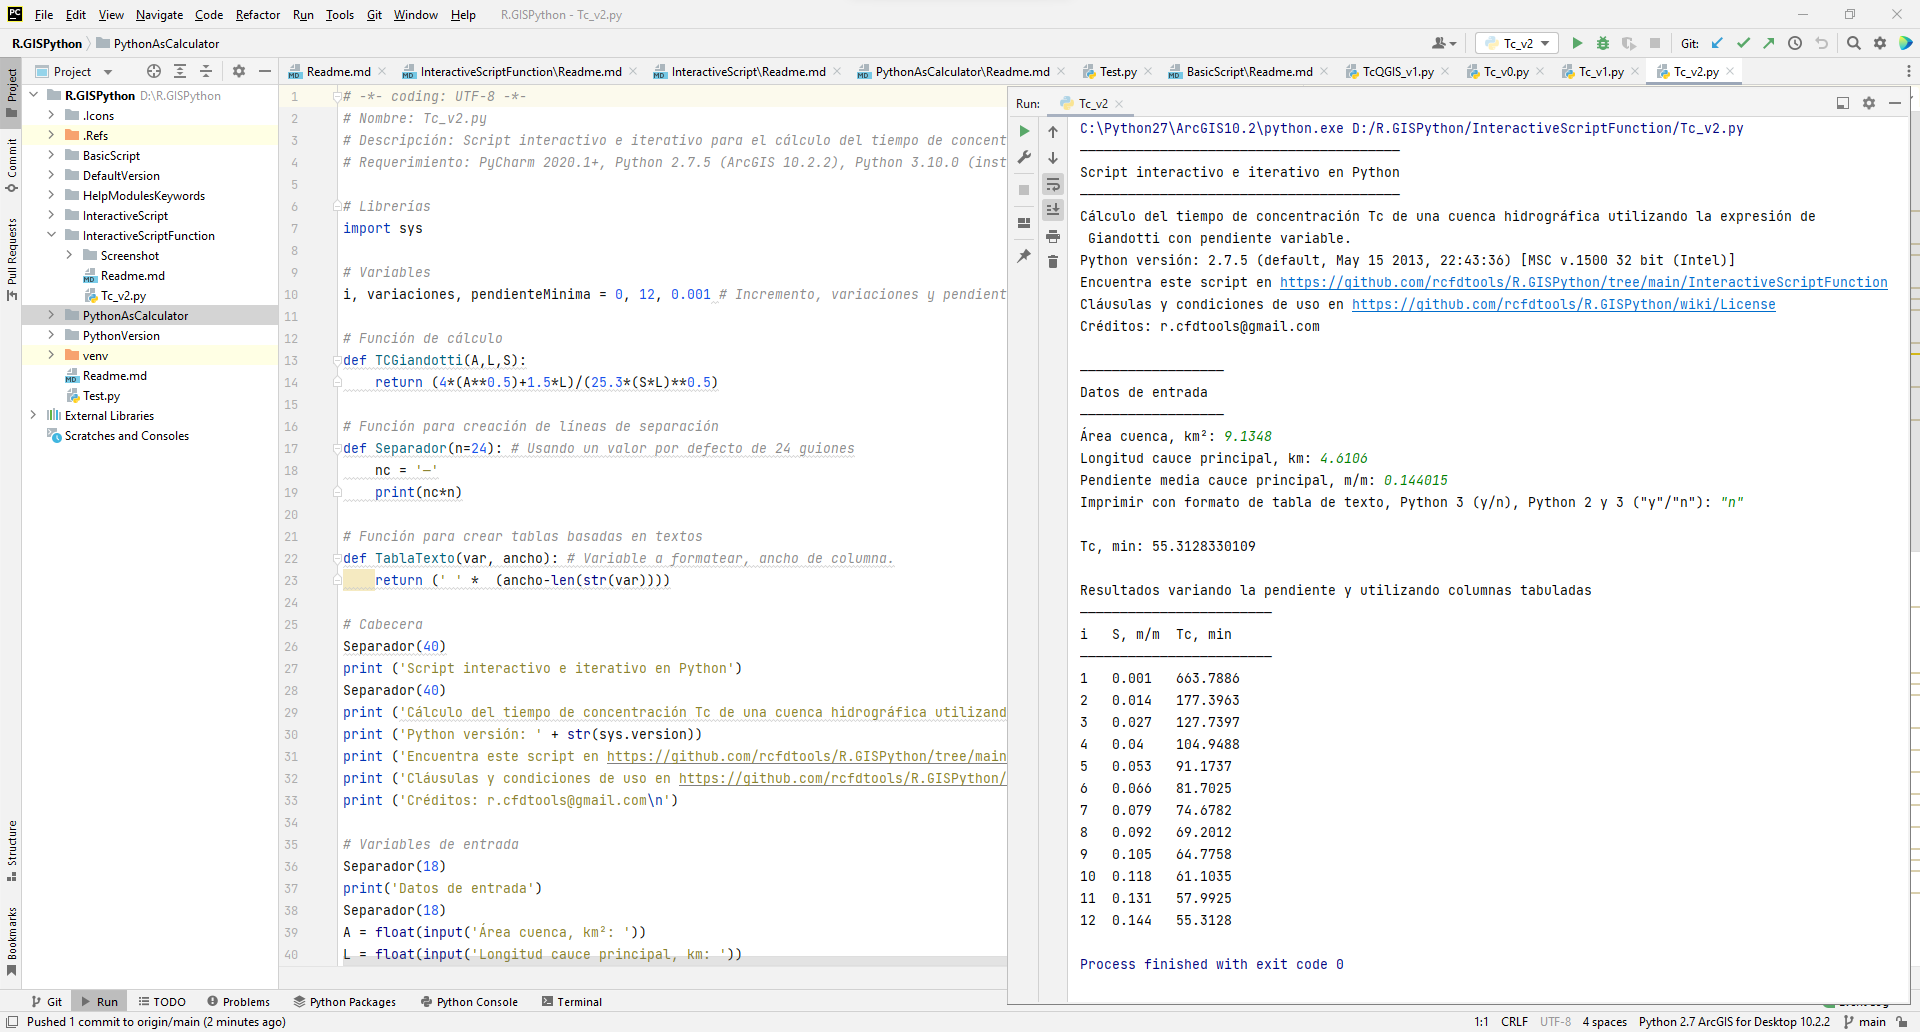 PC File Edit View Navigate Code Refactor Run Tools Git Window Help R.GISPython - Tc_v2.py
R.GISPython PythonAsCalculator Tc_v2 Git:
Project
Readme.md InteractiveScriptFunction\Readme.md InteractiveScript\Readme.md PythonAsCalculator\Readme.md Test.py BasicScript\Readme.md TcQGIS_v1.py Tc_v0.py Tc_v1.py Tc_v2.py
Project
Commit
Pull Requests
Structure
Bookmarks
R.GISPython D:\R.GISPython
.Icons
.Refs
BasicScript
DefaultVersion
HelpModulesKeywords
InteractiveScript
InteractiveScriptFunction
Screenshot
Readme.md
Tc_v2.py
PythonAsCalculator
PythonVersion
venv
Readme.md
Test.py
External Libraries
Scratches and Consoles
1 # -*- coding: UTF-8 -*-
2 # Nombre: Tc_v2.py
3 # Descripción: Script interactivo e iterativo para el cálculo del tiempo de concent
4 # Requerimiento: PyCharm 2020.1+, Python 2.7.5 (ArcGIS 10.2.2), Python 3.10.0 (inst
5
6 # Librerías
7 import sys
8
9 # Variables
10 i, variaciones, pendienteMinima = 0, 12, 0.001 # Incremento, variaciones y pendient
11
12 # Función de cálculo
13 def TCGiandotti(A,L,S):
14 return (4*(A**0.5)+1.5*L)/(25.3*(S*L)**0.5)
15
16 # Función para creación de líneas de separación
17 def Separador(n=24): # Usando un valor por defecto de 24 guiones
18 nc = '—'
19 print(nc*n)
20
21 # Función para crear tablas basadas en textos
22 def TablaTexto(var, ancho): # Variable a formatear, ancho de columna.
23 return (' ' * (ancho-len(str(var))))
24
25 # Cabecera
26 Separador(40)
27 print ('Script interactivo e iterativo en Python')
28 Separador(40)
29 print ('Cálculo del tiempo de concentración Tc de una cuenca hidrográfica utilizand
30 print ('Python versión: ' + str(sys.version))
31 print ('Encuentra este script en https://github.com/rcfdtools/R.GISPython/tree/main
32 print ('Cláusulas y condiciones de uso en https://github.com/rcfdtools/R.GISPython/
33 print ('Créditos: r.cfdtools@gmail.com\n')
34
35 # Variables de entrada
36 Separador(18)
37 print('Datos de entrada')
38 Separador(18)
39 A = float(input('Área cuenca, km²: '))
40 L = float(input('Longitud cauce principal, km: '))
Run: Tc_v2
C:\Python27\ArcGIS10.2\python.exe D:/R.GISPython/InteractiveScriptFunction/Tc_v2.py
————————————————————————————————————————
Script interactivo e iterativo en Python
————————————————————————————————————————
Cálculo del tiempo de concentración Tc de una cuenca hidrográfica utilizando la expresión de
Giandotti con pendiente variable.
Python versión: 2.7.5 (default, May 15 2013, 22:43:36) [MSC v.1500 32 bit (Intel)]
Encuentra este script en https://github.com/rcfdtools/R.GISPython/tree/main/InteractiveScriptFunction
Cláusulas y condiciones de uso en https://github.com/rcfdtools/R.GISPython/wiki/License
Créditos: r.cfdtools@gmail.com
——————————————————
Datos de entrada
——————————————————
Área cuenca, km²: 9.1348
Longitud cauce principal, km: 4.6106
Pendiente media cauce principal, m/m: 0.144015
Imprimir con formato de tabla de texto, Python 3 (y/n), Python 2 y 3 ("y"/"n"): "n"
Tc, min: 55.3128330109
Resultados variando la pendiente y utilizando columnas tabuladas
————————————————————————
i S, m/m Tc, min
————————————————————————
1 0.001 663.7886
2 0.014 177.3963
3 0.027 127.7397
4 0.04 104.9488
5 0.053 91.1737
6 0.066 81.7025
7 0.079 74.6782
8 0.092 69.2012
9 0.105 64.7758
10 0.118 61.1035
11 0.131 57.9925
12 0.144 55.3128
Process finished with exit code 0
Git Run TODO Problems Python Packages Python Console Terminal
Pushed 1 commit to origin/main (2 minutes ago) 1:1 CRLF UTF-8 4 spaces Python 2.7 ArcGIS for Desktop 10.2.2 main